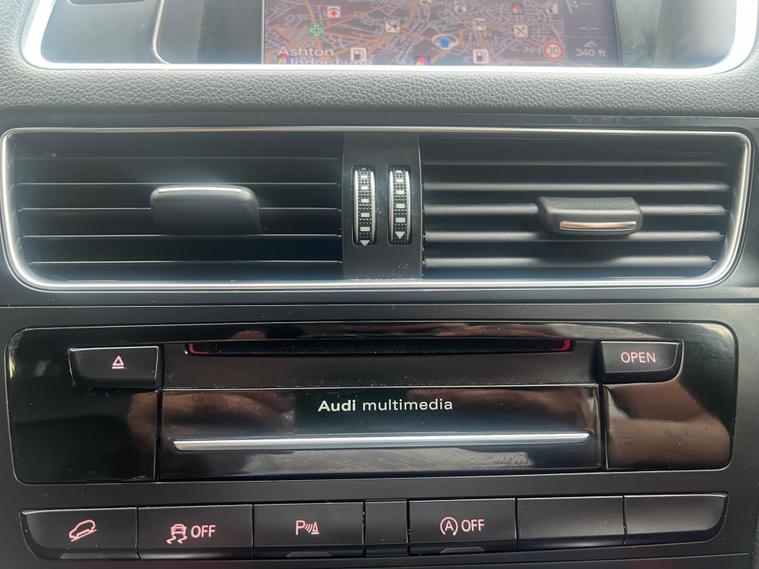 Ashton
30
340 ft
OPEN
Audi multimedia
OFF
P
A OFF